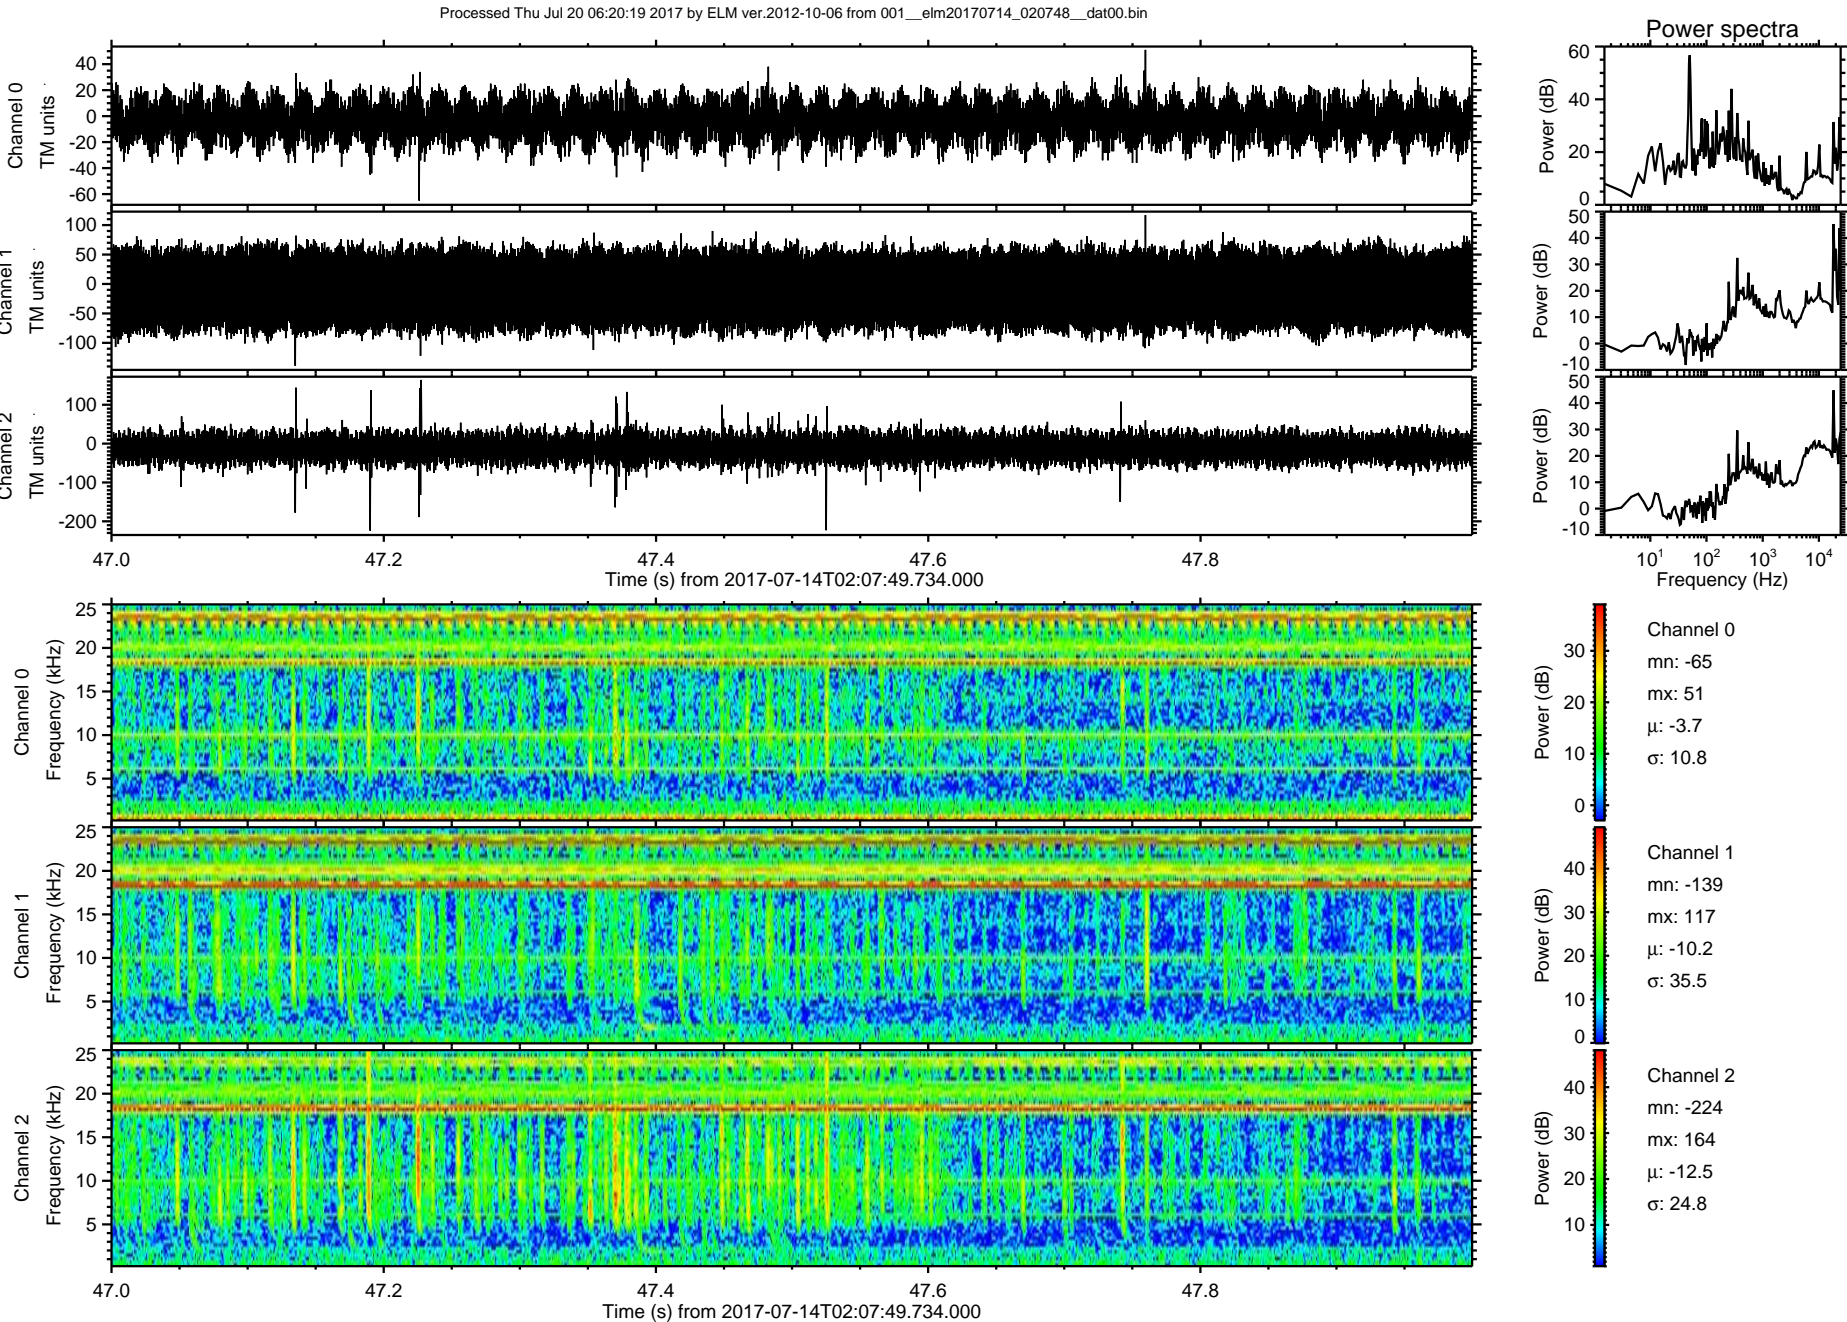 Processed Thu Jul 20 06:20:19 2017 by ELM ver.2012-10-06 from 001__elm20170714_020748__dat00.bin
Power spectra
Channel 0
TM units
40
20
0
-20
-40
-60
Power (dB)
60
40
20
0
Channel 1
TM units
100
50
0
-50
-100
Power (dB)
50
40
30
20
10
0
-10
Channel 2
TM units
100
0
-100
-200
Power (dB)
50
40
30
20
10
0
-10
47.0 47.2 47.4 47.6 47.8
Time (s) from 2017-07-14T02:07:49.734.000
10¹ 10² 10³ 10⁴
Frequency (Hz)
Channel 0
Frequency (kHz)
25
20
15
10
5
Power (dB)
30
20
10
0
Channel 0
mn: -65
mx: 51
μ: -3.7
σ: 10.8
Channel 1
Frequency (kHz)
25
20
15
10
5
Power (dB)
40
30
20
10
0
Channel 1
mn: -139
mx: 117
μ: -10.2
σ: 35.5
Channel 2
Frequency (kHz)
25
20
15
10
5
Power (dB)
40
30
20
10
Channel 2
mn: -224
mx: 164
μ: -12.5
σ: 24.8
47.0 47.2 47.4 47.6 47.8
Time (s) from 2017-07-14T02:07:49.734.000